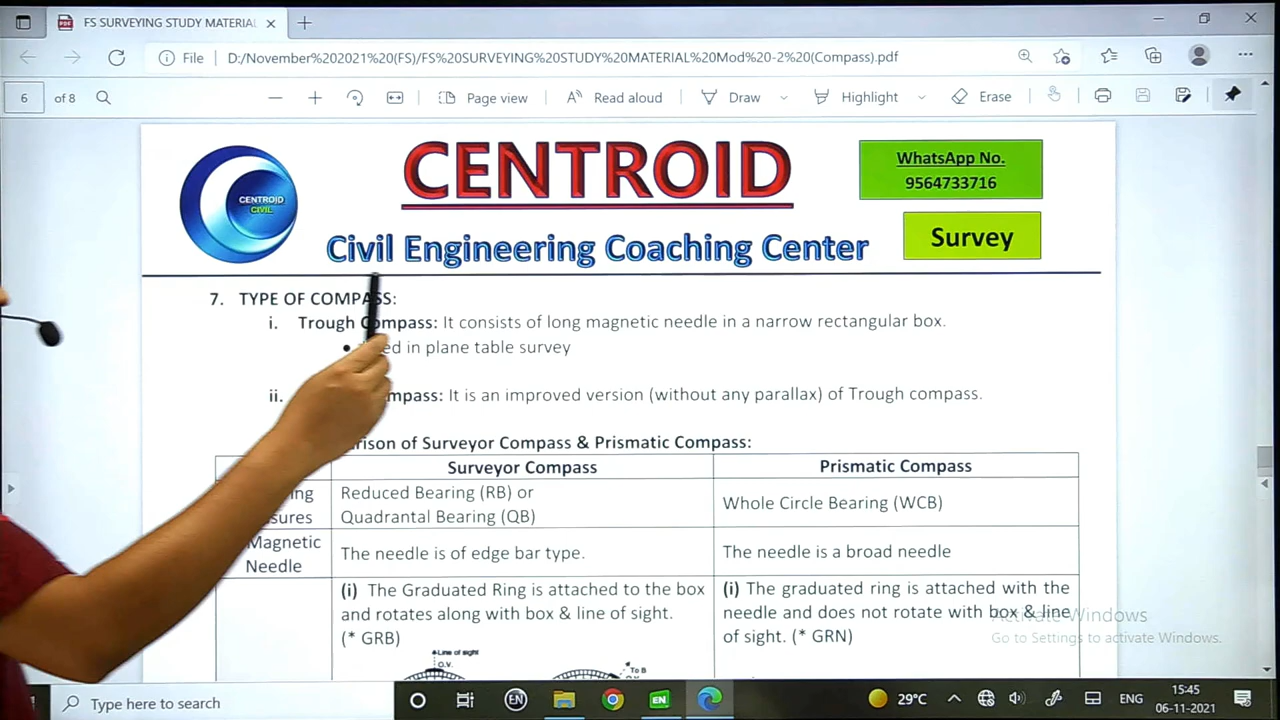 FS SURVEYING STUDY MATERIAL
File
D:/November%202021%20(FS)/FS%20SURVEYING%20STUDY%20MATERIAL%20Mod%20-2%20(Compass).pdf
6 of 8
Page view
Read aloud
Draw
Highlight
Erase
CENTROID
CIVIL
CENTROID
Civil Engineering Coaching Center
WhatsApp No.
9564733716
Survey
7. TYPE OF COMPASS:
i. Trough Compass: It consists of long magnetic needle in a narrow rectangular box.
• in plane table survey
ii. It is an improved version (without any parallax) of Trough compass.
of Surveyor Compass & Prismatic Compass:
Surveyor Compass
Prismatic Compass
Reduced Bearing (RB) or
Quadrantal Bearing (QB)
Whole Circle Bearing (WCB)
Magnetic
Needle
The needle is of edge bar type.
The needle is a broad needle
(i) The Graduated Ring is attached to the box
and rotates along with box & line of sight.
(* GRB)
(i) The graduated ring is attached with the
needle and does not rotate with box & line
of sight. (* GRN)
Line of sight
O.V.
To B
Activate Windows
Go to Settings to activate Windows.
Type here to search
EN
EN
29°C
ENG
15:45
06-11-2021